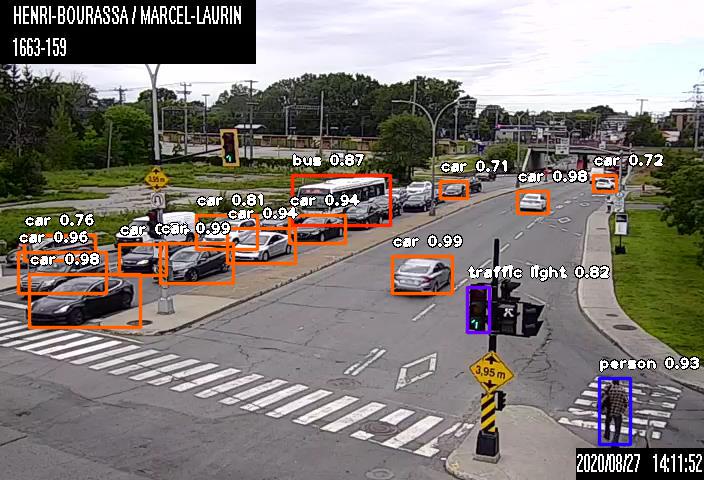 HENRI-BOURASSA / MARCEL-LAURIN
1663-159
bus 0.87
car 0.71
car 0.72
car 0.98
car 0.81
car 0.94
car 0.94
car 0.76
car 0.96
car 0.99
car 0.98
car 0.99
traffic light 0.82
3,95 m
3,95 m
person 0.93
2020/08/27 14:11:52